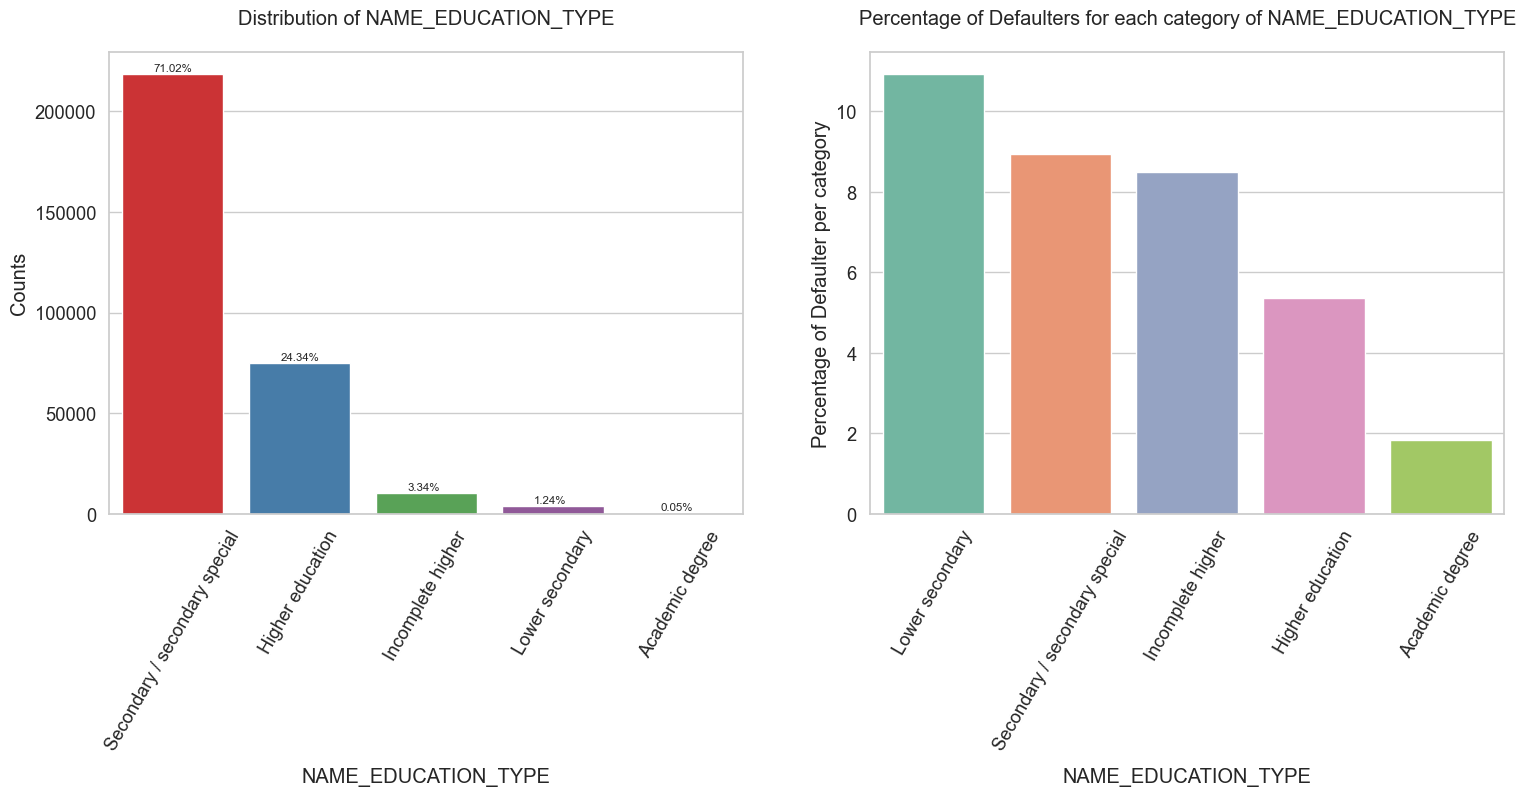 Distribution of NAME_EDUCATION_TYPE
Counts
200000
150000
100000
50000
0
71.02%
24.34%
3.34%
1.24%
0.05%
Secondary / secondary special
Higher education
Incomplete higher
Lower secondary
Academic degree
NAME_EDUCATION_TYPE
Percentage of Defaulters for each category of NAME_EDUCATION_TYPE
Percentage of Defaulter per category
10
8
6
4
2
0
Lower secondary
Secondary / secondary special
Incomplete higher
Higher education
Academic degree
NAME_EDUCATION_TYPE